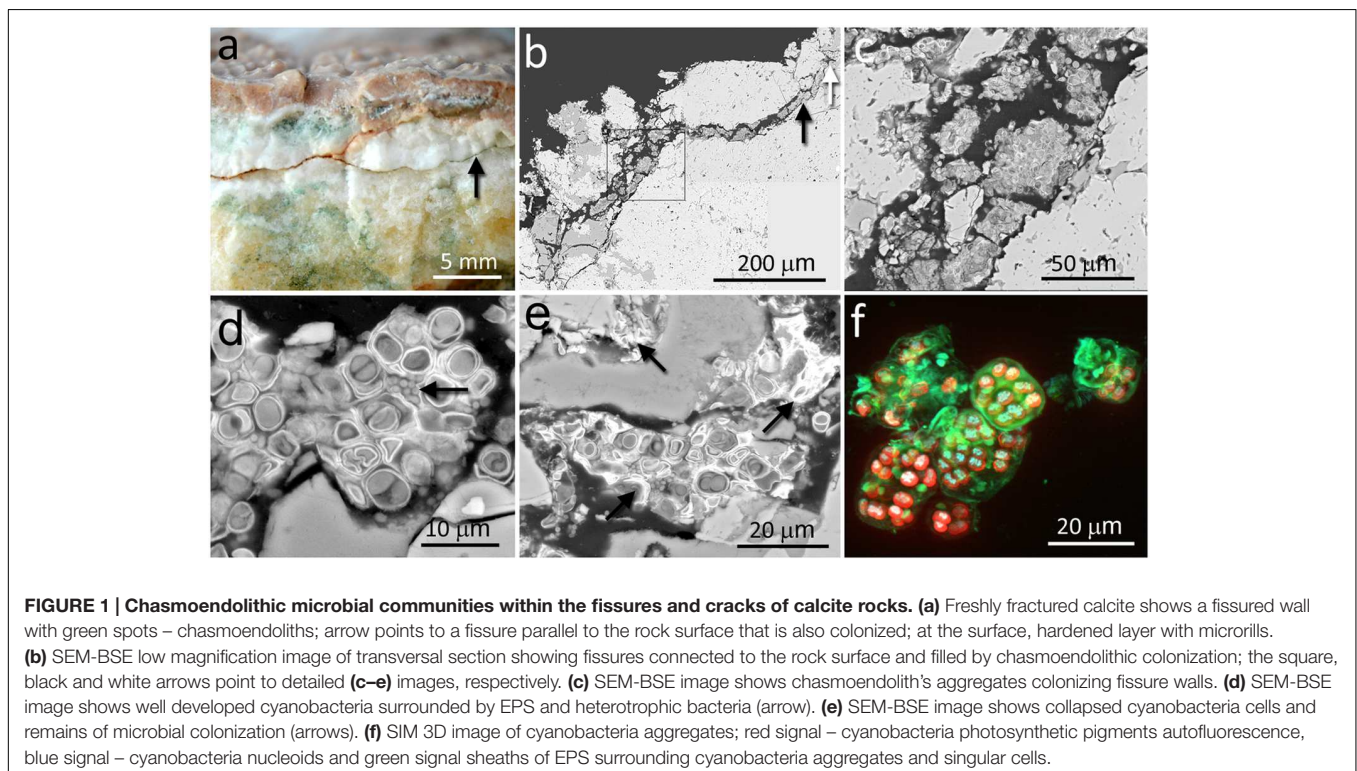 a
b
c
5 mm
200 µm
50 µm
d
e
f
10 µm
20 µm
20 µm
FIGURE 1 | Chasmoendolithic microbial communities within the fissures and cracks of calcite rocks. (a) Freshly fractured calcite shows a fissured wall
with green spots – chasmoendoliths; arrow points to a fissure parallel to the rock surface that is also colonized; at the surface, hardened layer with microrills.
(b) SEM-BSE low magnification image of transversal section showing fissures connected to the rock surface and filled by chasmoendolithic colonization; the square,
black and white arrows point to detailed (c–e) images, respectively. (c) SEM-BSE image shows chasmoendolith's aggregates colonizing fissure walls. (d) SEM-BSE
image shows well developed cyanobacteria surrounded by EPS and heterotrophic bacteria (arrow). (e) SEM-BSE image shows collapsed cyanobacteria cells and
remains of microbial colonization (arrows). (f) SIM 3D image of cyanobacteria aggregates; red signal – cyanobacteria photosynthetic pigments autofluorescence,
blue signal – cyanobacteria nucleoids and green signal sheaths of EPS surrounding cyanobacteria aggregates and singular cells.